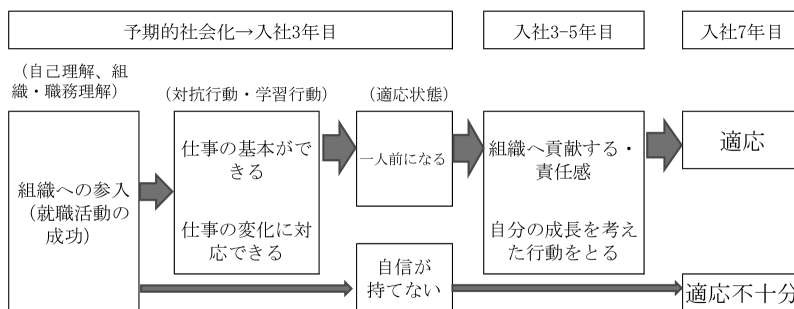 予期的社会化→入社3年目
入社3-5年目
入社7年目
（自己理解、組
織・職務理解）
（対抗行動・学習行動）
（適応状態）
組織への参入
（就職活動の
成功）
仕事の基本がで
きる
仕事の変化に対
応できる
一人前になる
自信が
持てない
組織へ貢献する・
責任感
自分の成長を考え
た行動をとる
適応
適応不十分